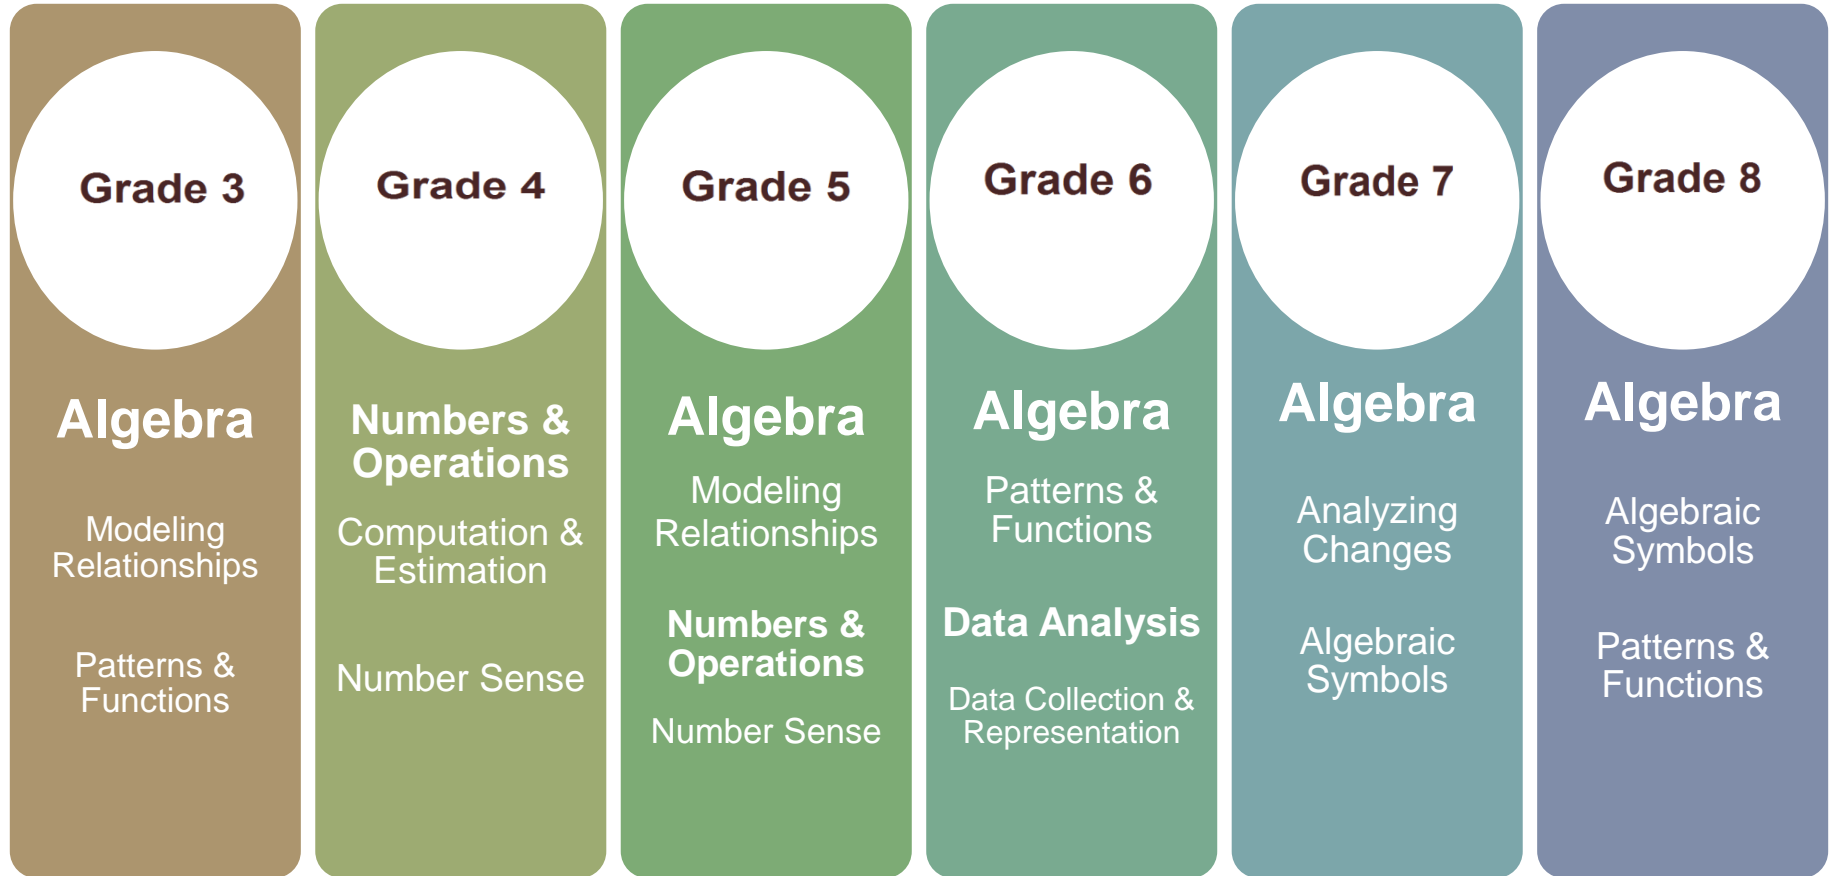 Grade 3
Algebra
Modeling
Relationships
Patterns &
Functions
Grade 4
Numbers &
Operations
Computation &
Estimation
Number Sense
Grade 5
Algebra
Modeling
Relationships
Numbers &
Operations
Number Sense
Grade 6
Algebra
Patterns &
Functions
Data Analysis
Data Collection &
Representation
Grade 7
Algebra
Analyzing
Changes
Algebraic
Symbols
Grade 8
Algebra
Algebraic
Symbols
Patterns &
Functions